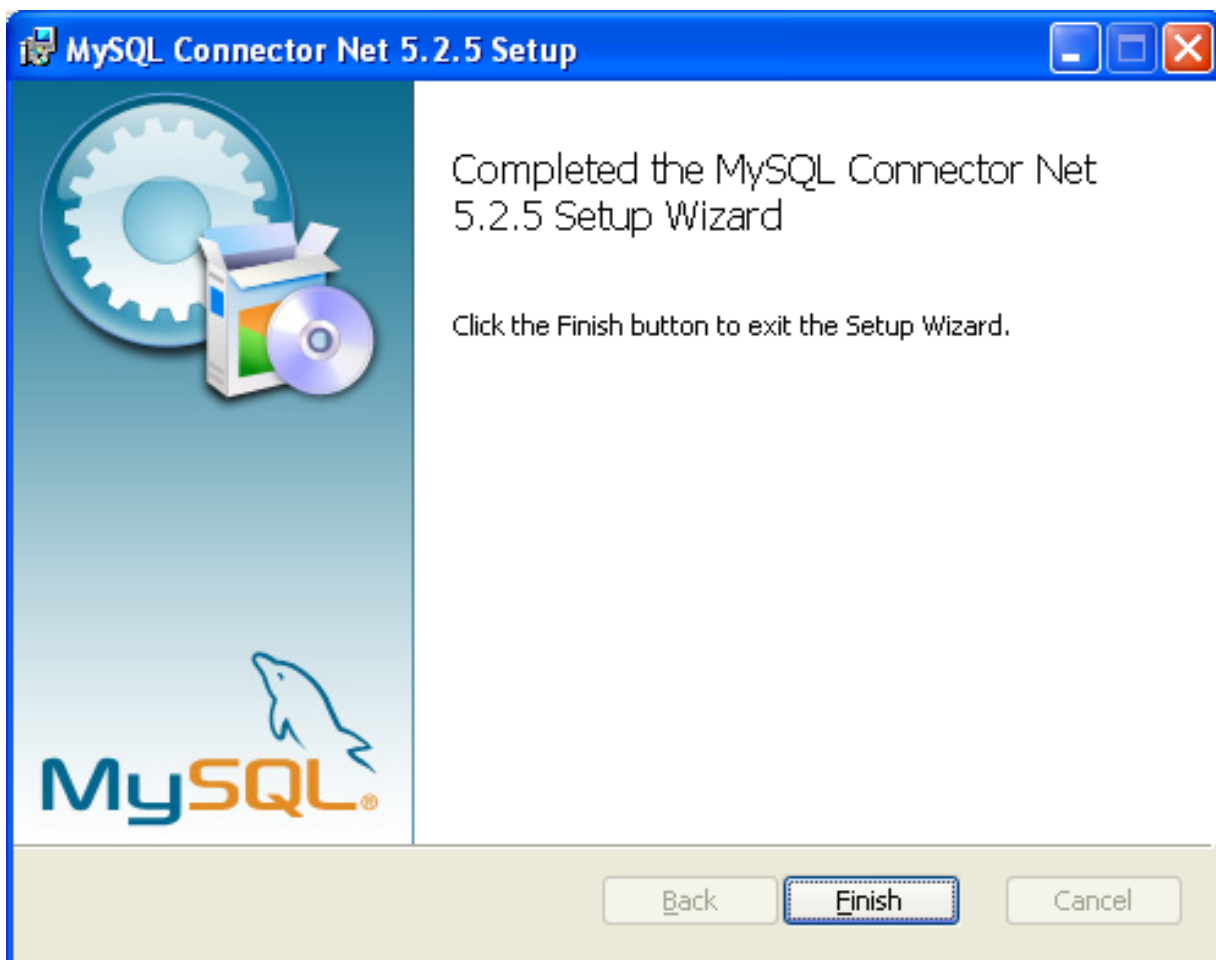 MySQL Connector Net 5.2.5 Setup
Completed the MySQL Connector Net
5.2.5 Setup Wizard
Click the Finish button to exit the Setup Wizard.
MySQL®
Back
Finish
Cancel